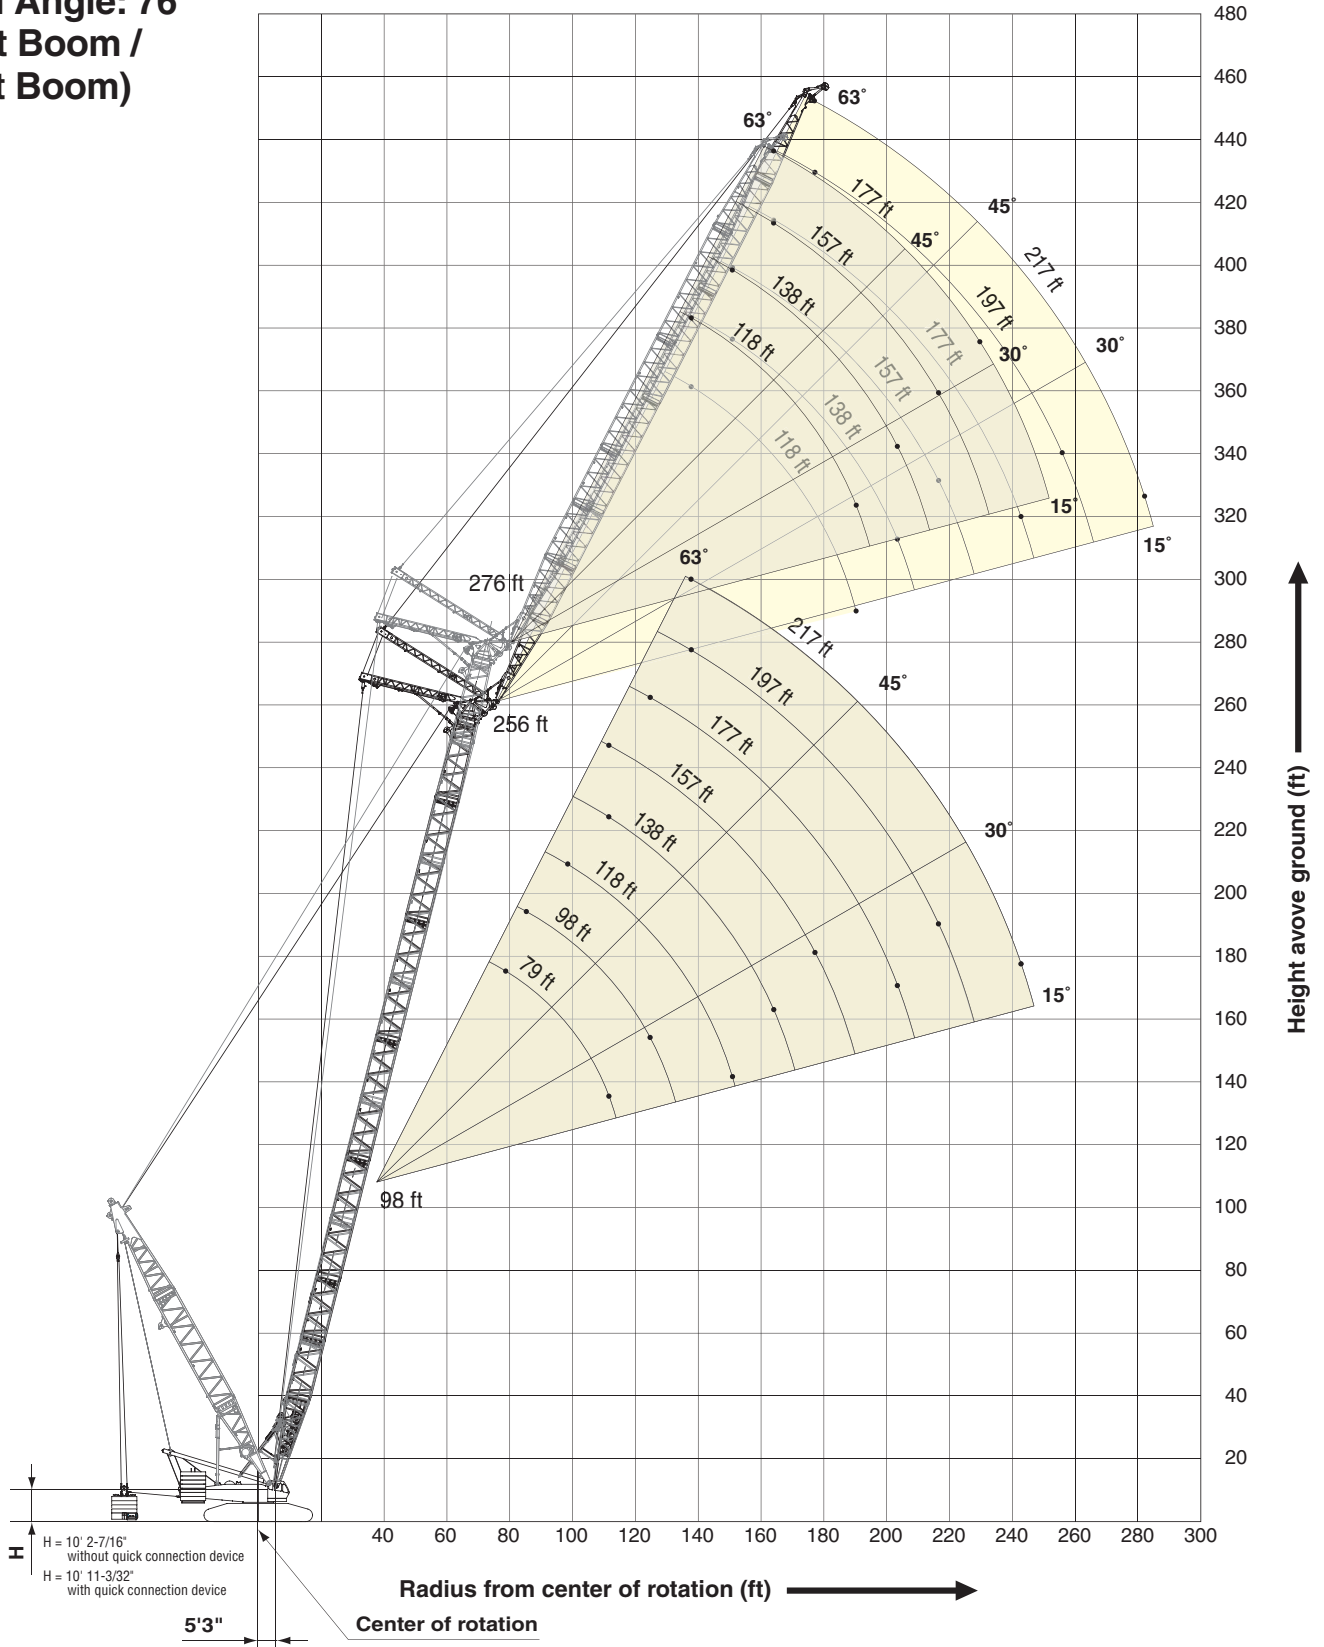 Angle: 76
t Boom /
t Boom)
480
460
440
420
400
380
360
340
320
300
280
260
240
220
200
180
160
140
120
100
80
60
40
20
Height avove ground (ft)
63˚
63˚
45˚
45˚
30˚
30˚
15˚
15˚
177 ft
157 ft
138 ft
118 ft
217 ft
197 ft
177 ft
157 ft
138 ft
118 ft
276 ft
256 ft
63˚
45˚
30˚
15˚
217 ft
197 ft
177 ft
157 ft
138 ft
118 ft
98 ft
79 ft
98 ft
40 60 80 100 120 140 160 180 200 220 240 260 280 300
Radius from center of rotation (ft)
H
H = 10' 2-7/16"
without quick connection device
H = 10' 11-3/32"
with quick connection device
5'3"
Center of rotation